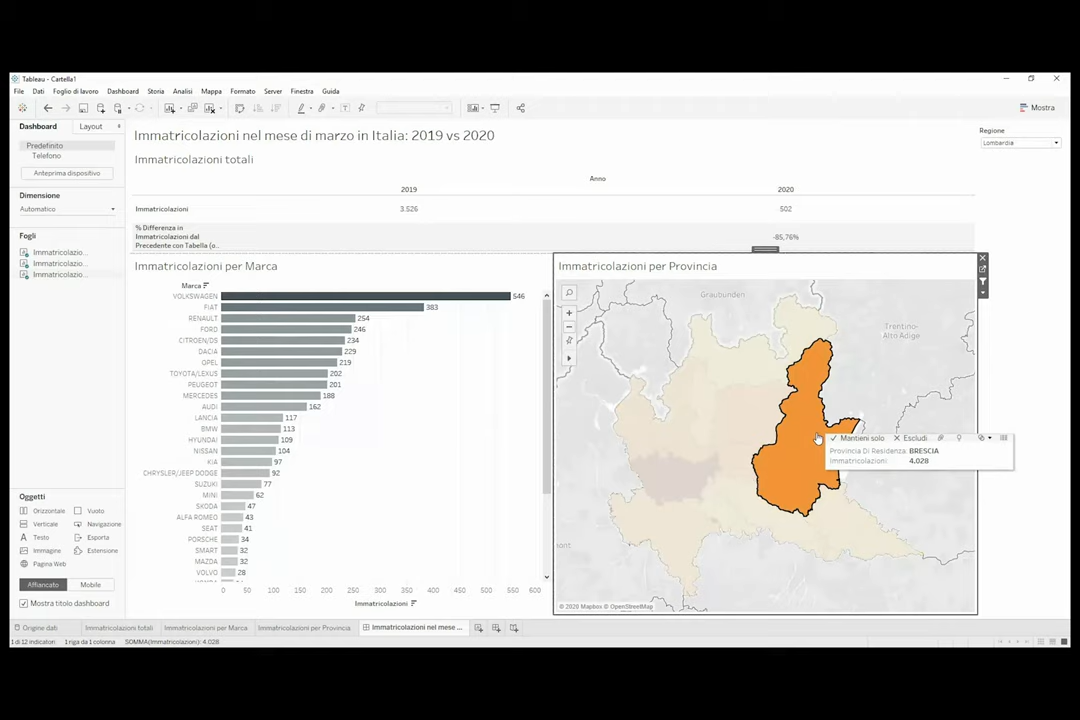 Tableau - Cartella1
File Dati Foglio di lavoro Dashboard Storia Analisi Mappa Formato Server Finestra Guida
Mostra
Dashboard Layout
Predefinito
Telefono
Anteprima dispositivo
Dimensione
Automatico
Fogli
Immatricolazio...
Immatricolazio...
Immatricolazio...
Oggetti
Orizzontale Vuoto
Verticale Navigazione
Testo Esporta
Immagine Estensione
Pagina Web
Affiancato Mobile
Mostra titolo dashboard
Immatricolazioni nel mese di marzo in Italia: 2019 vs 2020
Immatricolazioni totali
Anno
2019 2020
Immatricolazioni 3.526 502
% Differenza in
Immatricolazioni dal
Precedente con Tabella (o... -85,76%
Regione
Lombardia
Immatricolazioni per Marca
Marca
VOLKSWAGEN 546
FIAT 383
RENAULT 254
FORD 246
CITROEN/DS 234
DACIA 229
OPEL 219
TOYOTA/LEXUS 202
PEUGEOT 201
MERCEDES 188
AUDI 162
LANCIA 117
BMW 113
HYUNDAI 109
NISSAN 104
KIA 97
CHRYSLER/JEEP DODGE 92
SUZUKI 77
MINI 62
SKODA 47
ALFA ROMEO 43
SEAT 41
PORSCHE 34
SMART 32
MAZDA 32
VOLVO 28
0 50 100 150 200 250 300 350 400 450 500 550 600
Immatricolazioni
Immatricolazioni per Provincia
Graubunden
Trentino-
Alto Adige
mont
Mantieni solo Escludi
Provincia Di Residenza: BRESCIA
Immatricolazioni: 4.028
© 2020 Mapbox © OpenStreetMap
Origine dati Immatricolazioni totali Immatricolazioni per Marca Immatricolazioni per Provincia Immatricolazioni nel mese ...
1 di 12 indicatori 1 riga da 1 colonna SOMMA(Immatricolazioni): 4.028